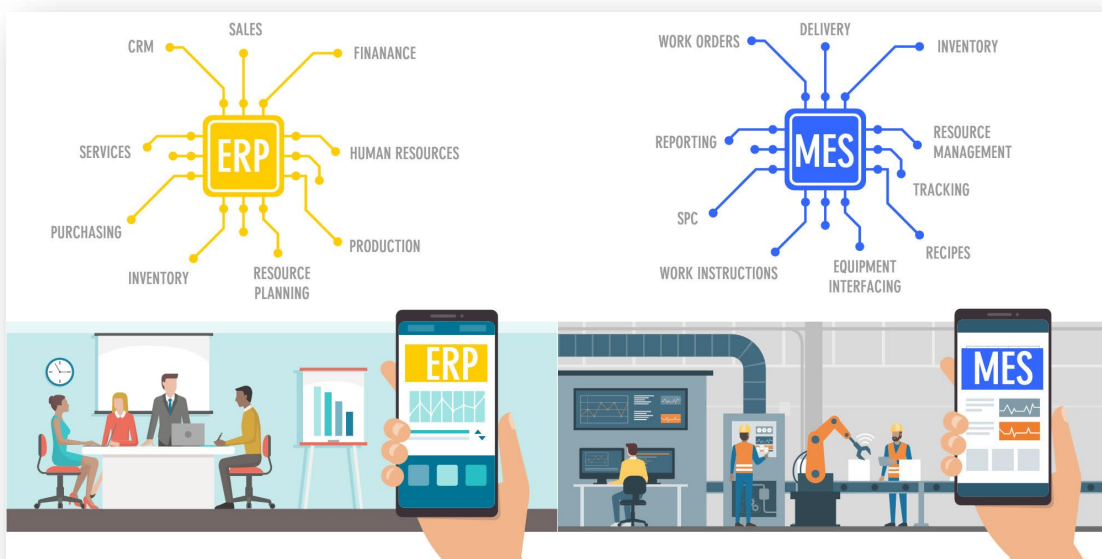 SALES
CRM
FINANANCE
SERVICES
ERP
HUMAN RESOURCES
PURCHASING
PRODUCTION
INVENTORY
RESOURCE
PLANNING
DELIVERY
WORK ORDERS
INVENTORY
REPORTING
MES
RESOURCE
MANAGEMENT
TRACKING
SPC
RECIPES
WORK INSTRUCTIONS
EQUIPMENT
INTERFACING
ERP
MES